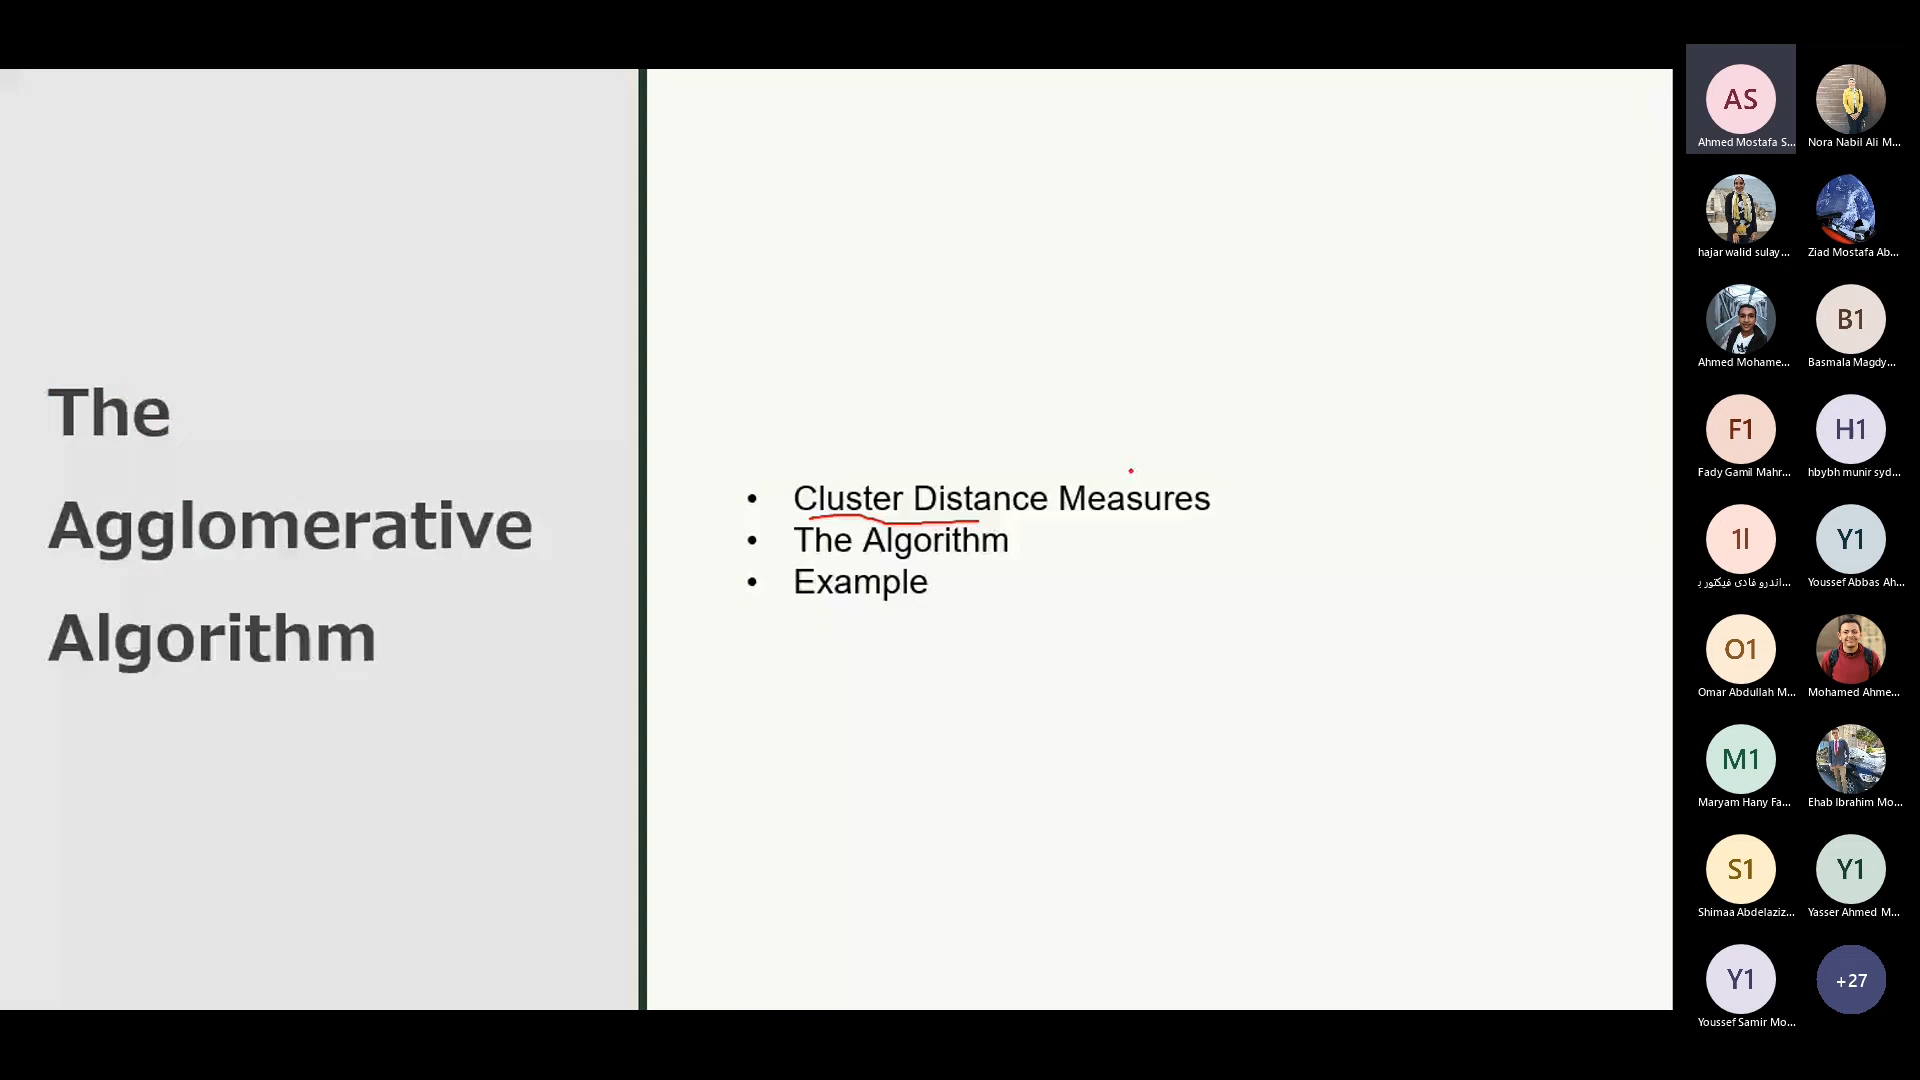 The
Agglomerative
Algorithm
• Cluster Distance Measures
• The Algorithm
• Example
AS
Ahmed Mostafa S...
Nora Nabil Ali M...
hajar walid sulay...
Ziad Mostafa Ab...
Ahmed Mohame...
B1
Basmala Magdy...
F1
Fady Gamil Mahr...
H1
hbybh munir syd...
1ا
اندرو فادى فيكتور ب...
Y1
Youssef Abbas Ah...
O1
Omar Abdullah M...
Mohamed Ahme...
M1
Maryam Hany Fa...
Ehab Ibrahim Mo...
S1
Shimaa Abdelaziz...
Y1
Yasser Ahmed M...
Y1
Youssef Samir Mo...
+27